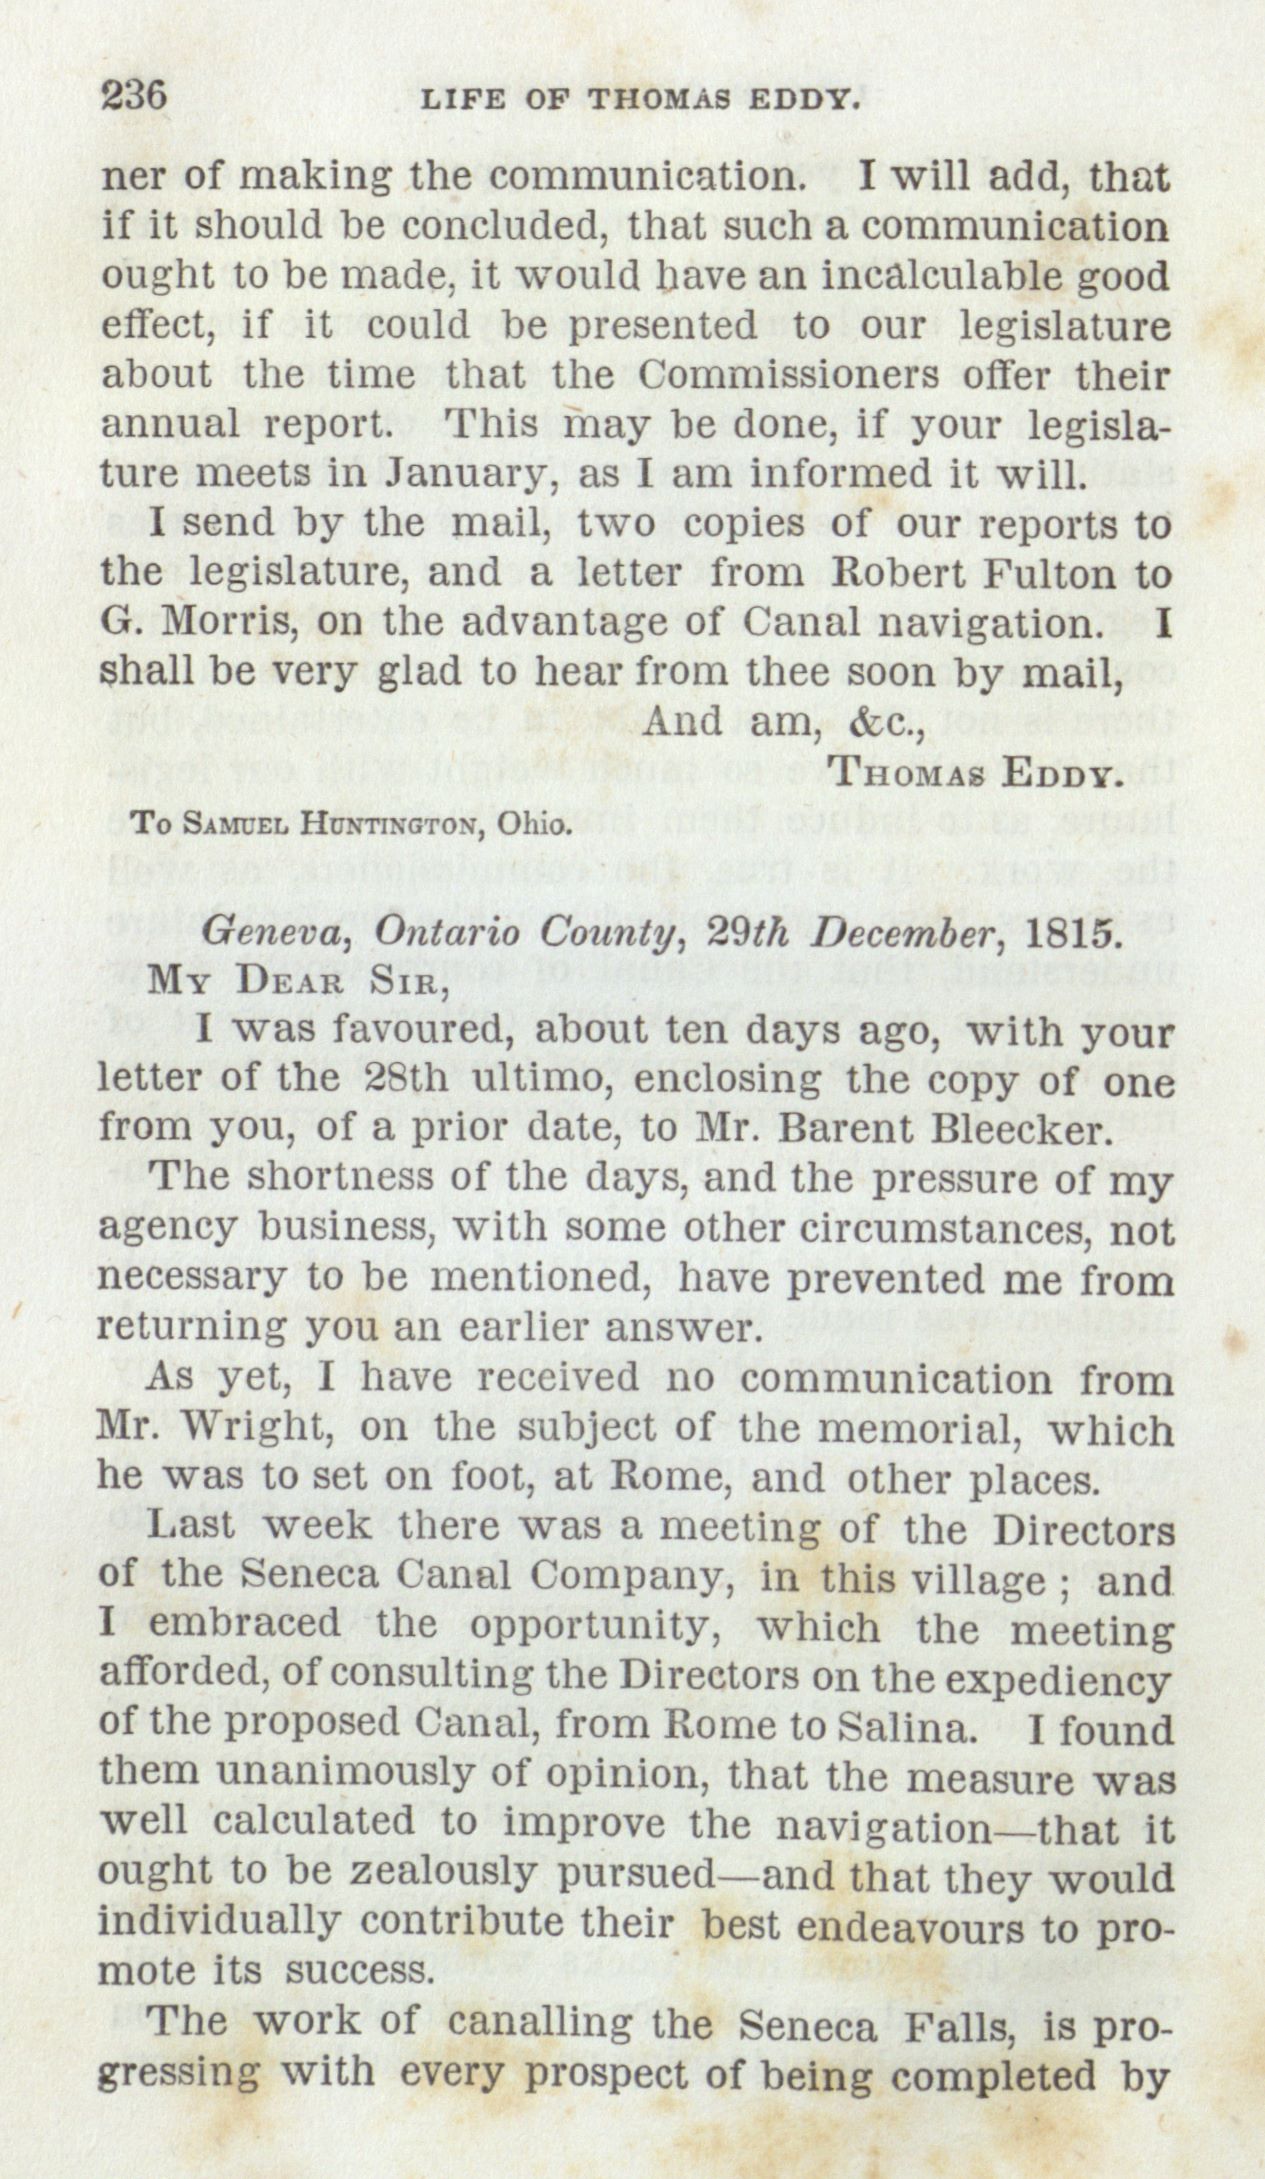 236 LIFE OF THOMAS EDDY.
ner of making the communication. I will add, that
if it should be concluded, that such a communication
ought to be made, it would have an incalculable good
effect, if it could be presented to our legislature
about the time that the Commissioners offer their
annual report. This may be done, if your legisla-
ture meets in January, as I am informed it will.
I send by the mail, two copies of our reports to
the legislature, and a letter from Robert Fulton to
G. Morris, on the advantage of Canal navigation. I
shall be very glad to hear from thee soon by mail,
And am, &c.,
THOMAS EDDY.
To SAMUEL HUNTINGTON, Ohio.
Geneva, Ontario County, 29th December, 1815.
MY DEAR SIR,
I was favoured, about ten days ago, with your
letter of the 28th ultimo, enclosing the copy of one
from you, of a prior date, to Mr. Barent Bleecker.
The shortness of the days, and the pressure of my
agency business, with some other circumstances, not
necessary to be mentioned, have prevented me from
returning you an earlier answer.
As yet, I have received no communication from
Mr. Wright, on the subject of the memorial, which
he was to set on foot, at Rome, and other places.
Last week there was a meeting of the Directors
of the Seneca Canal Company, in this village ; and
I embraced the opportunity, which the meeting
afforded, of consulting the Directors on the expediency
of the proposed Canal, from Rome to Salina. I found
them unanimously of opinion, that the measure was
well calculated to improve the navigation—that it
ought to be zealously pursued—and that they would
individually contribute their best endeavours to pro-
mote its success.
The work of canalling the Seneca Falls, is pro-
gressing with every prospect of being completed by